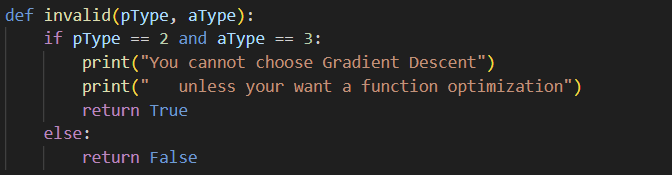 def invalid(pType, aType):
    if pType == 2 and aType == 3:
        print("You cannot choose Gradient Descent")
        print("   unless your want a function optimization")
        return True
    else:
        return False